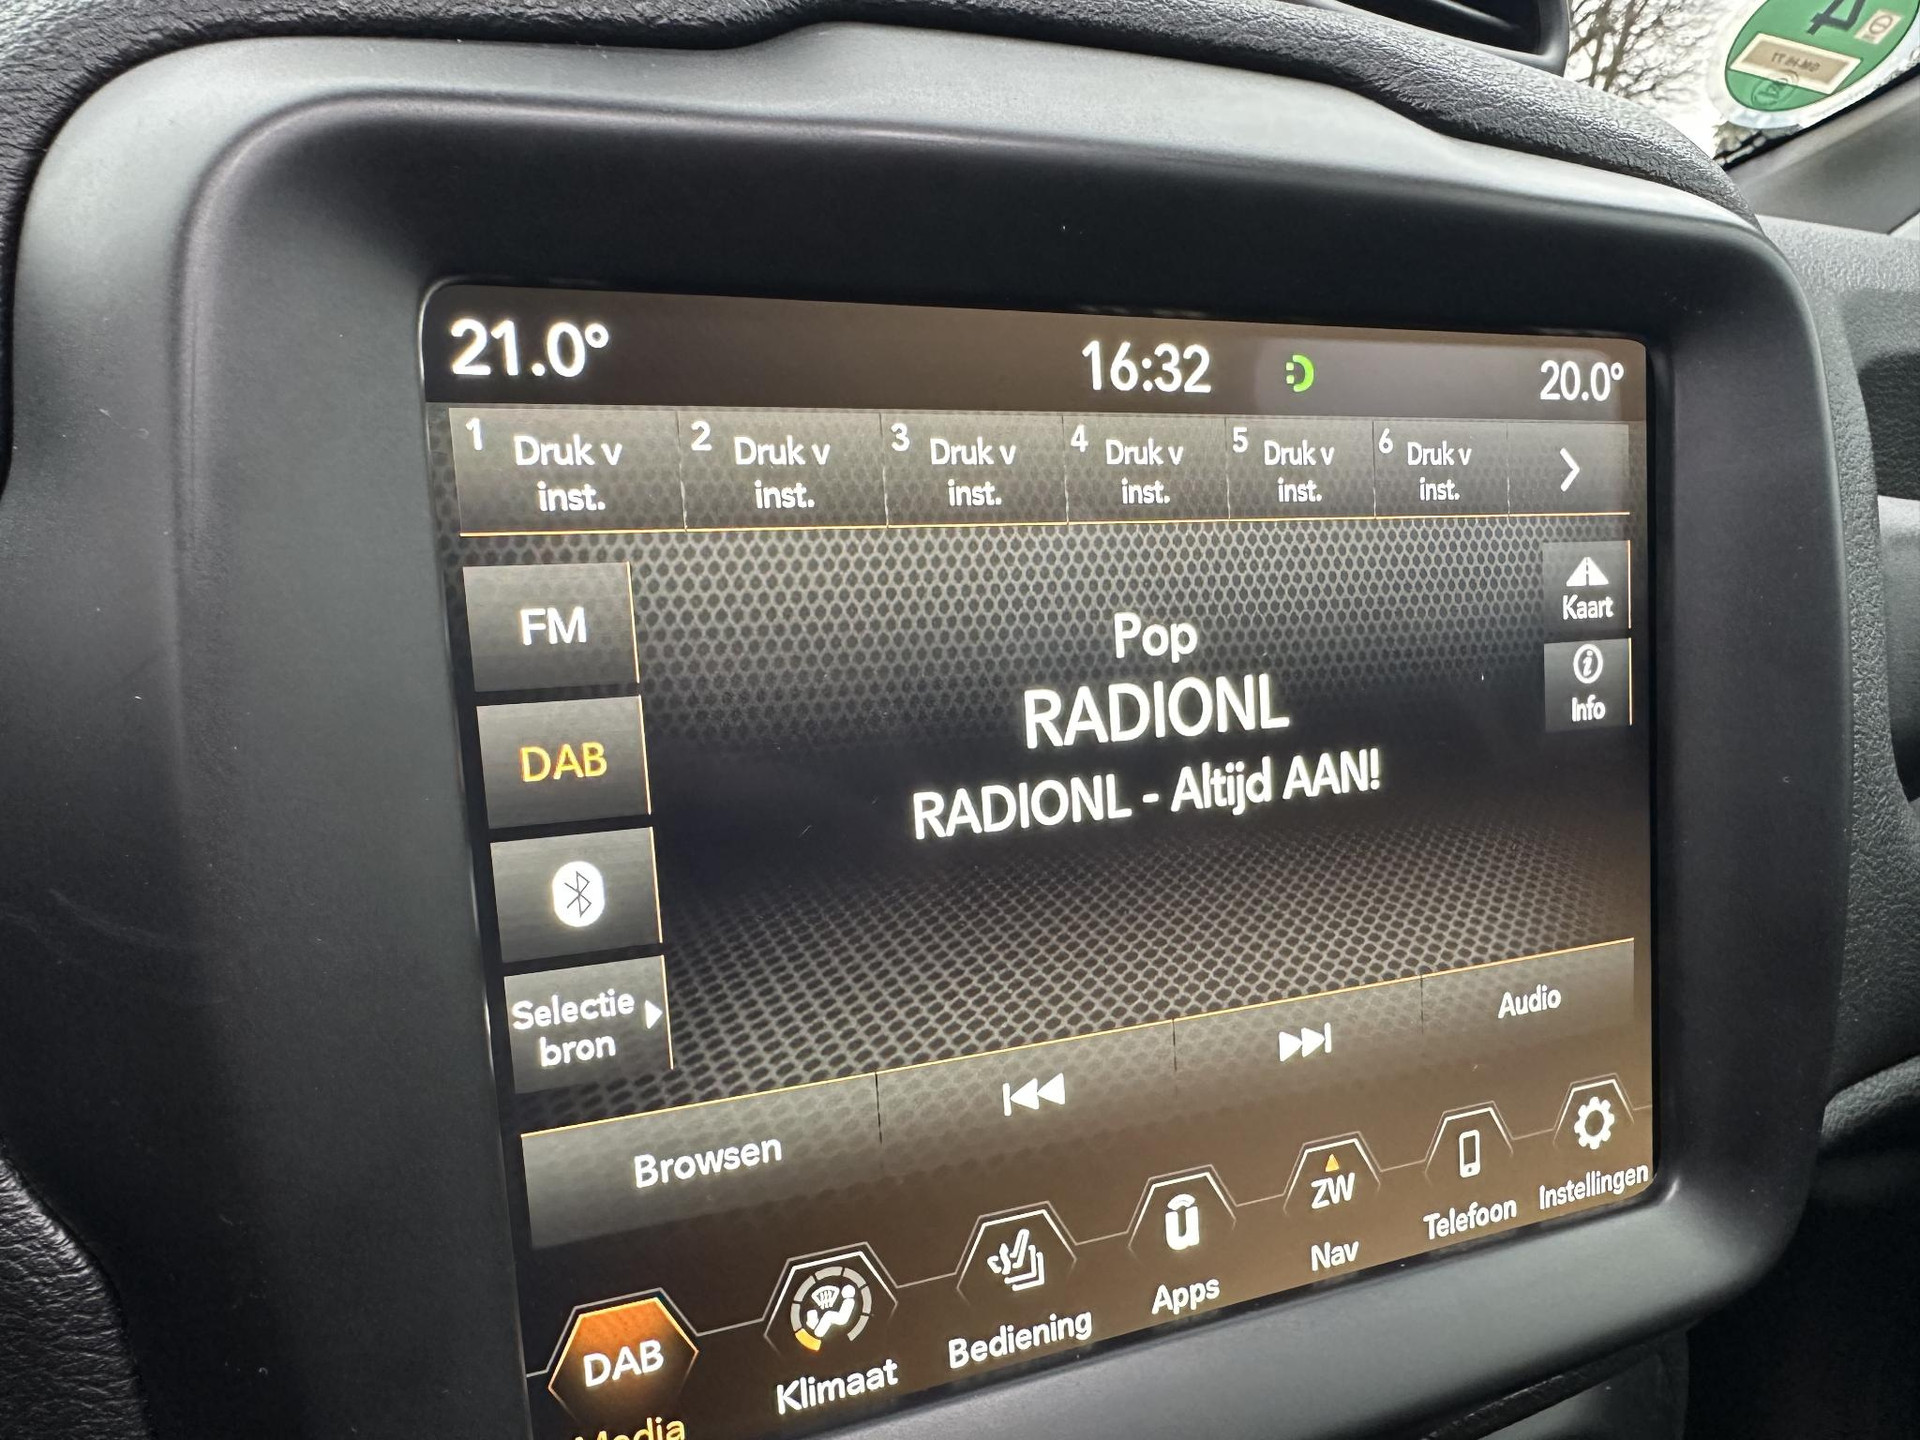 21.0° 16:32 20.0°
1 Druk v inst.
2 Druk v inst.
3 Druk v inst.
4 Druk v inst.
5 Druk v inst.
6 Druk v inst.
FM
DAB
Selectie
bron
Pop
RADIONL
RADIONL - Altijd AAN!
Kaart
Info
Browsen
Audio
DAB
Media
Klimaat
Bediening
Apps
ZW
Nav
Telefoon
Instellingen
4